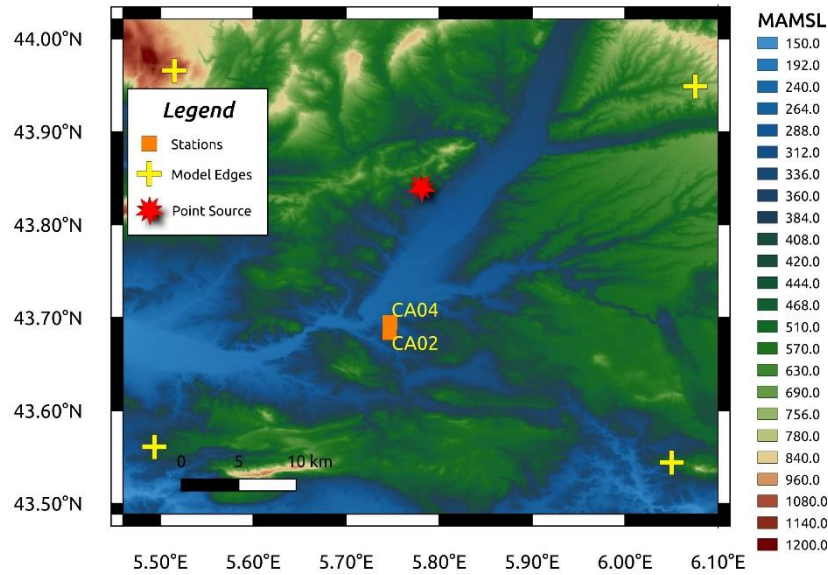 44.00°N
43.90°N
43.80°N
43.70°N
43.60°N
43.50°N
Legend
Stations
Model Edges
Point Source
CA04
CA02
0 5 10 km
5.50°E 5.60°E 5.70°E 5.80°E 5.90°E 6.00°E 6.10°E
MAMSL
150.0
192.0
240.0
264.0
288.0
312.0
336.0
360.0
384.0
408.0
420.0
444.0
468.0
510.0
570.0
630.0
690.0
756.0
780.0
840.0
960.0
1080.0
1140.0
1200.0